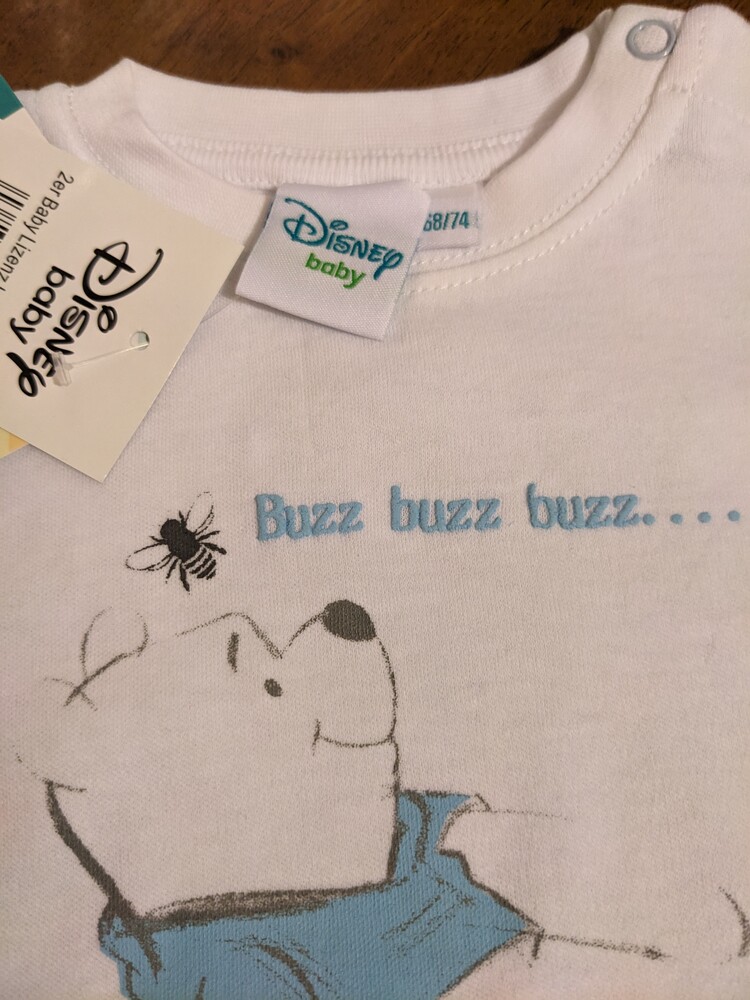 2er Baby Lizenz
Disney
baby
Disney
baby
68/74
Buzz buzz buzz....